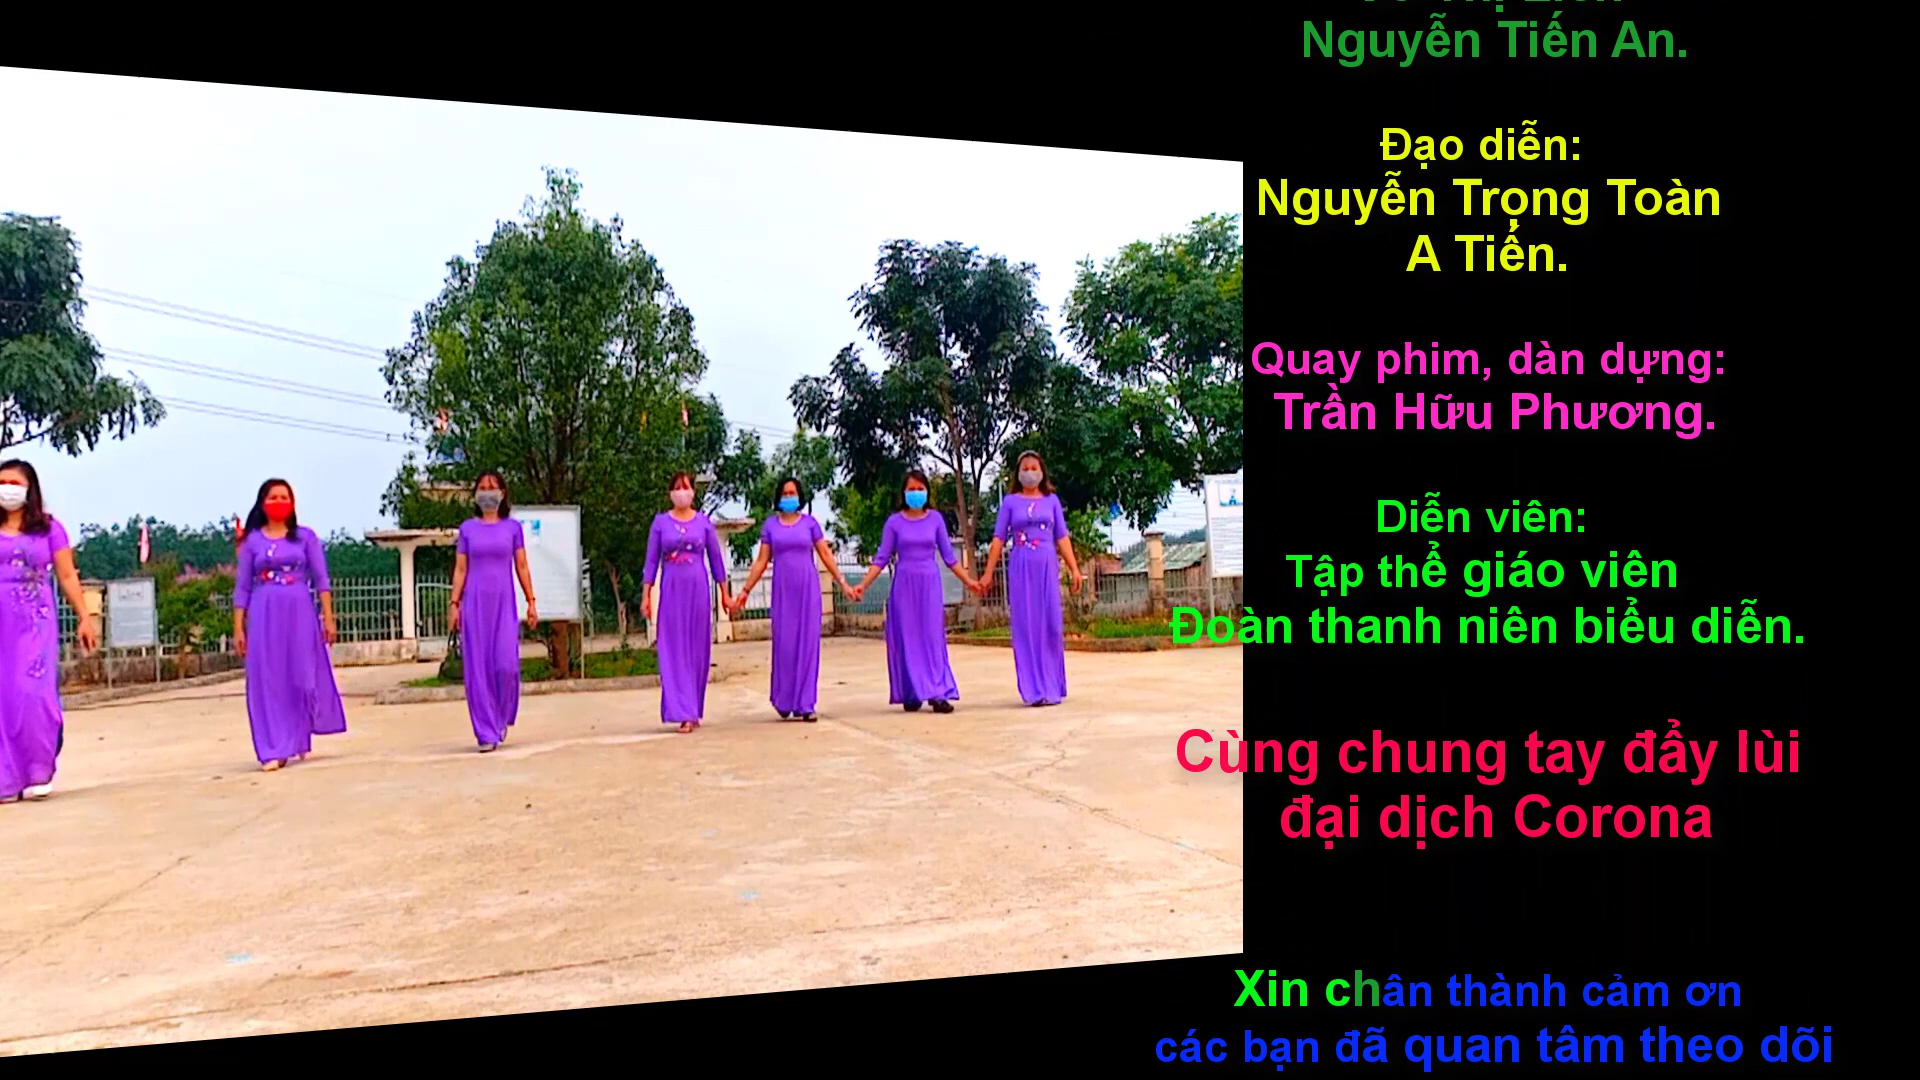 Nguyễn Tiến An.
Đạo diễn:
Nguyễn Trọng Toàn
A Tiến.
Quay phim, dàn dựng:
Trần Hữu Phương.
Diễn viên:
Tập thể giáo viên
Đoàn thanh niên biểu diễn.
Cùng chung tay đẩy lùi
đại dịch Corona
Xin chân thành cảm ơn
các bạn đã quan tâm theo dõi